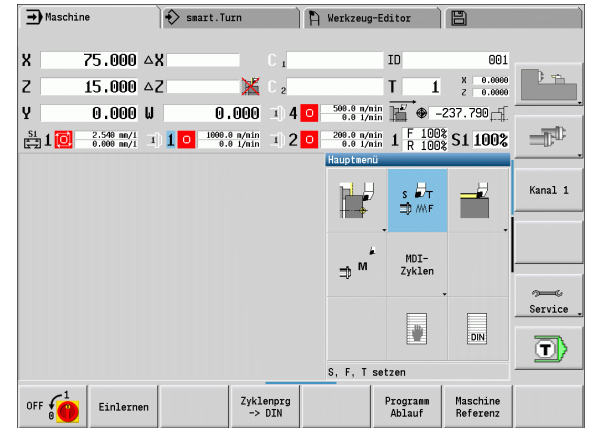 Maschine
smart.Turn
Werkzeug-Editor
X 75.000 ΔX C 1 ID 001
Z 15.000 ΔZ C 2 T 1 X 0.0000
Z 0.0000
Y 0.000 W 0.000 4 500.0 m/min
0.0 1/min
-237.790
S1 1 2.540 mm/1
0.000 mm/1
1 1000.0 m/min
0.0 1/min
2 200.0 m/min
0.0 1/min
1 F 100%
R 100%
S1 100%
Hauptmenü
S T
F
M
MDI-
Zyklen
DIN
S, F, T setzen
Kanal 1
Service
T
OFF 1
0
Einlernen
Zyklenprg
-> DIN
Programm
Ablauf
Maschine
Referenz